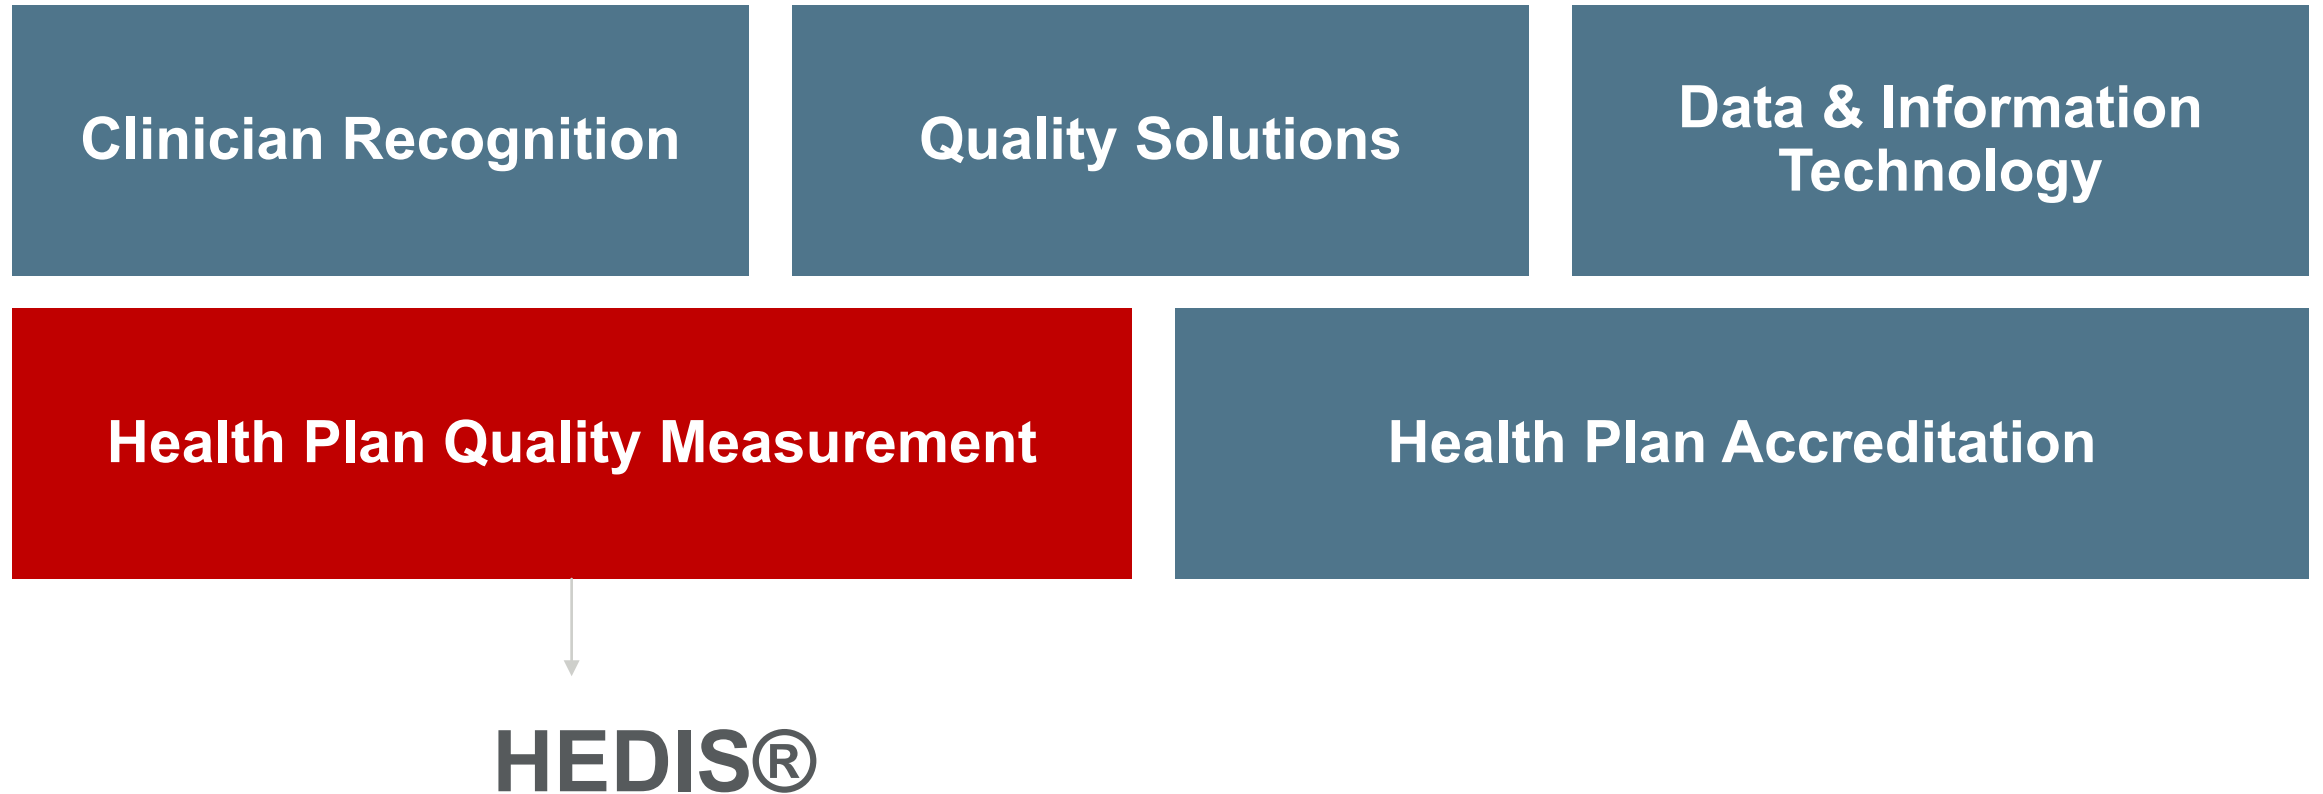 Clinician Recognition
Quality Solutions
Data & Information
Technology
Health Plan Quality Measurement
Health Plan Accreditation
HEDIS®